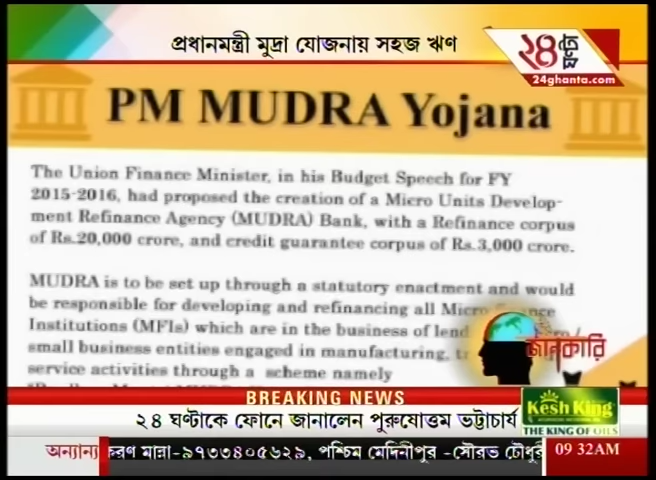 প্রধানমন্ত্রী মুদ্রা যোজনায় সহজ ঋণ
২৪ ঘণ্টা
24ghanta.com
PM MUDRA Yojana
The Union Finance Minister, in his Budget Speech for FY
2015-2016, had proposed the creation of a Micro Units Develop-
ment Refinance Agency (MUDRA) Bank, with a Refinance corpus
of Rs.20,000 crore, and credit guarantee corpus of Rs.3,000 crore.
MUDRA is to be set up through a statutory enactment and would
be responsible for developing and refinancing all Micro
Institutions (MFIs) which are in the business of
small business entities engaged in manufacturing,
service activities through a scheme namely
জানকারি
BREAKING NEWS
২৪ ঘণ্টাকে ফোনে জানালেন পুরুষোত্তম ভট্টাচার্য
Kesh King
THE KING OF OILS
অন্যান্য
মান্না-৯৭৩৩৪০৫৬২৯, পশ্চিম মেদিনীপুর -সৌরভ চৌধুরী
09 32AM